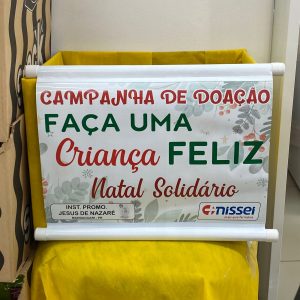 CAMPANHA DE DOAÇÃO
FAÇA UMA
Criança FELIZ
Natal Solidário
INST. PROMO.
JESUS DE NAZARÉ
nissei